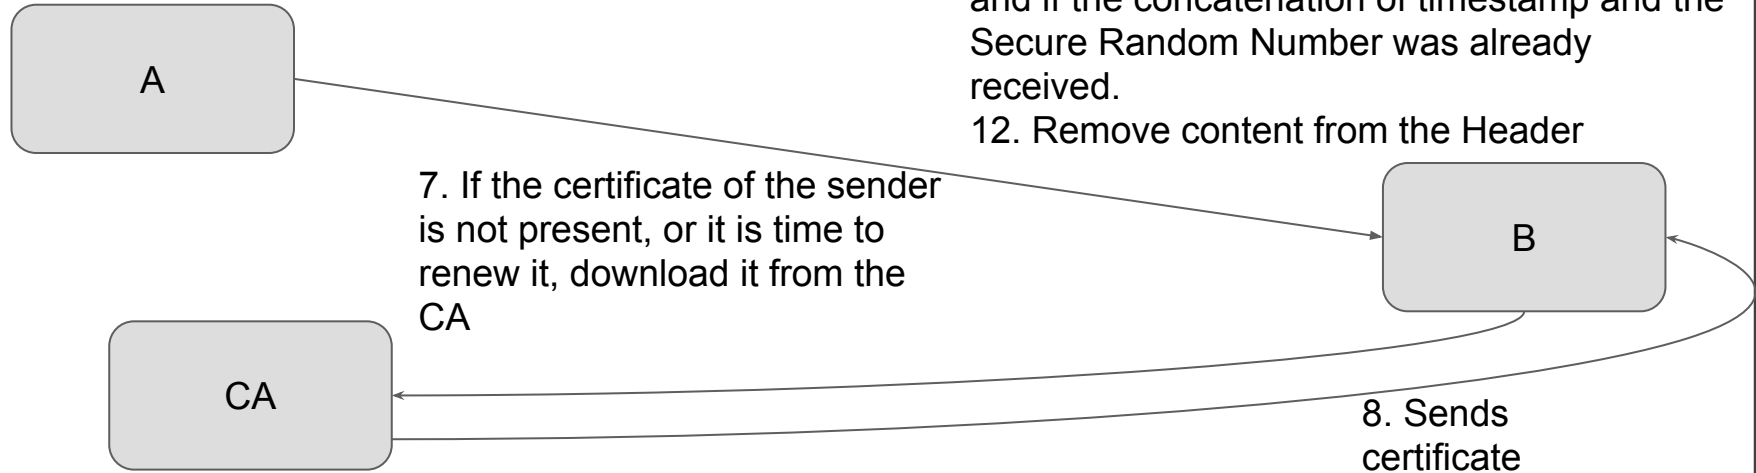 and if the concatenation of timestamp and the
Secure Random Number was already
received.
12. Remove content from the Header
A
7. If the certificate of the sender
is not present, or it is time to
renew it, download it from the
CA
B
CA
8. Sends
certificate